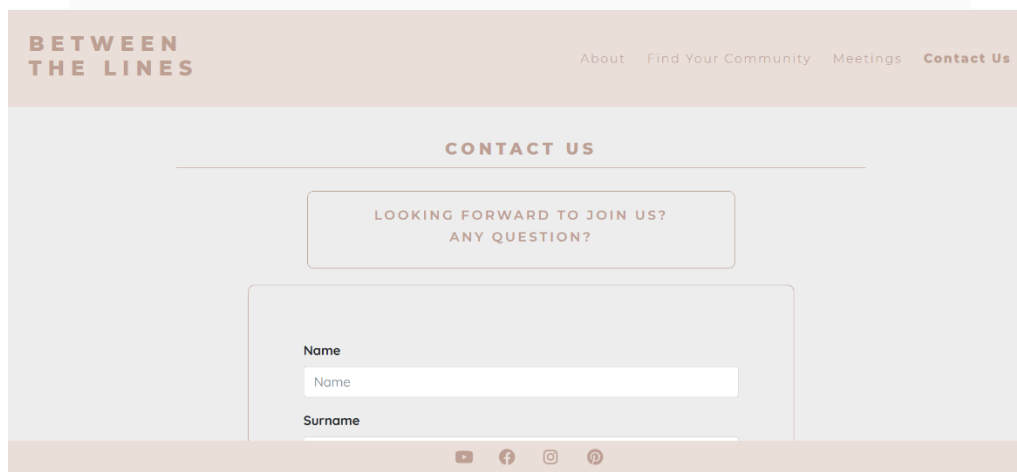 BETWEEN
THE LINES
About Find Your Community Meetings Contact Us
CONTACT US
LOOKING FORWARD TO JOIN US?
ANY QUESTION?
Name
Name
Surname